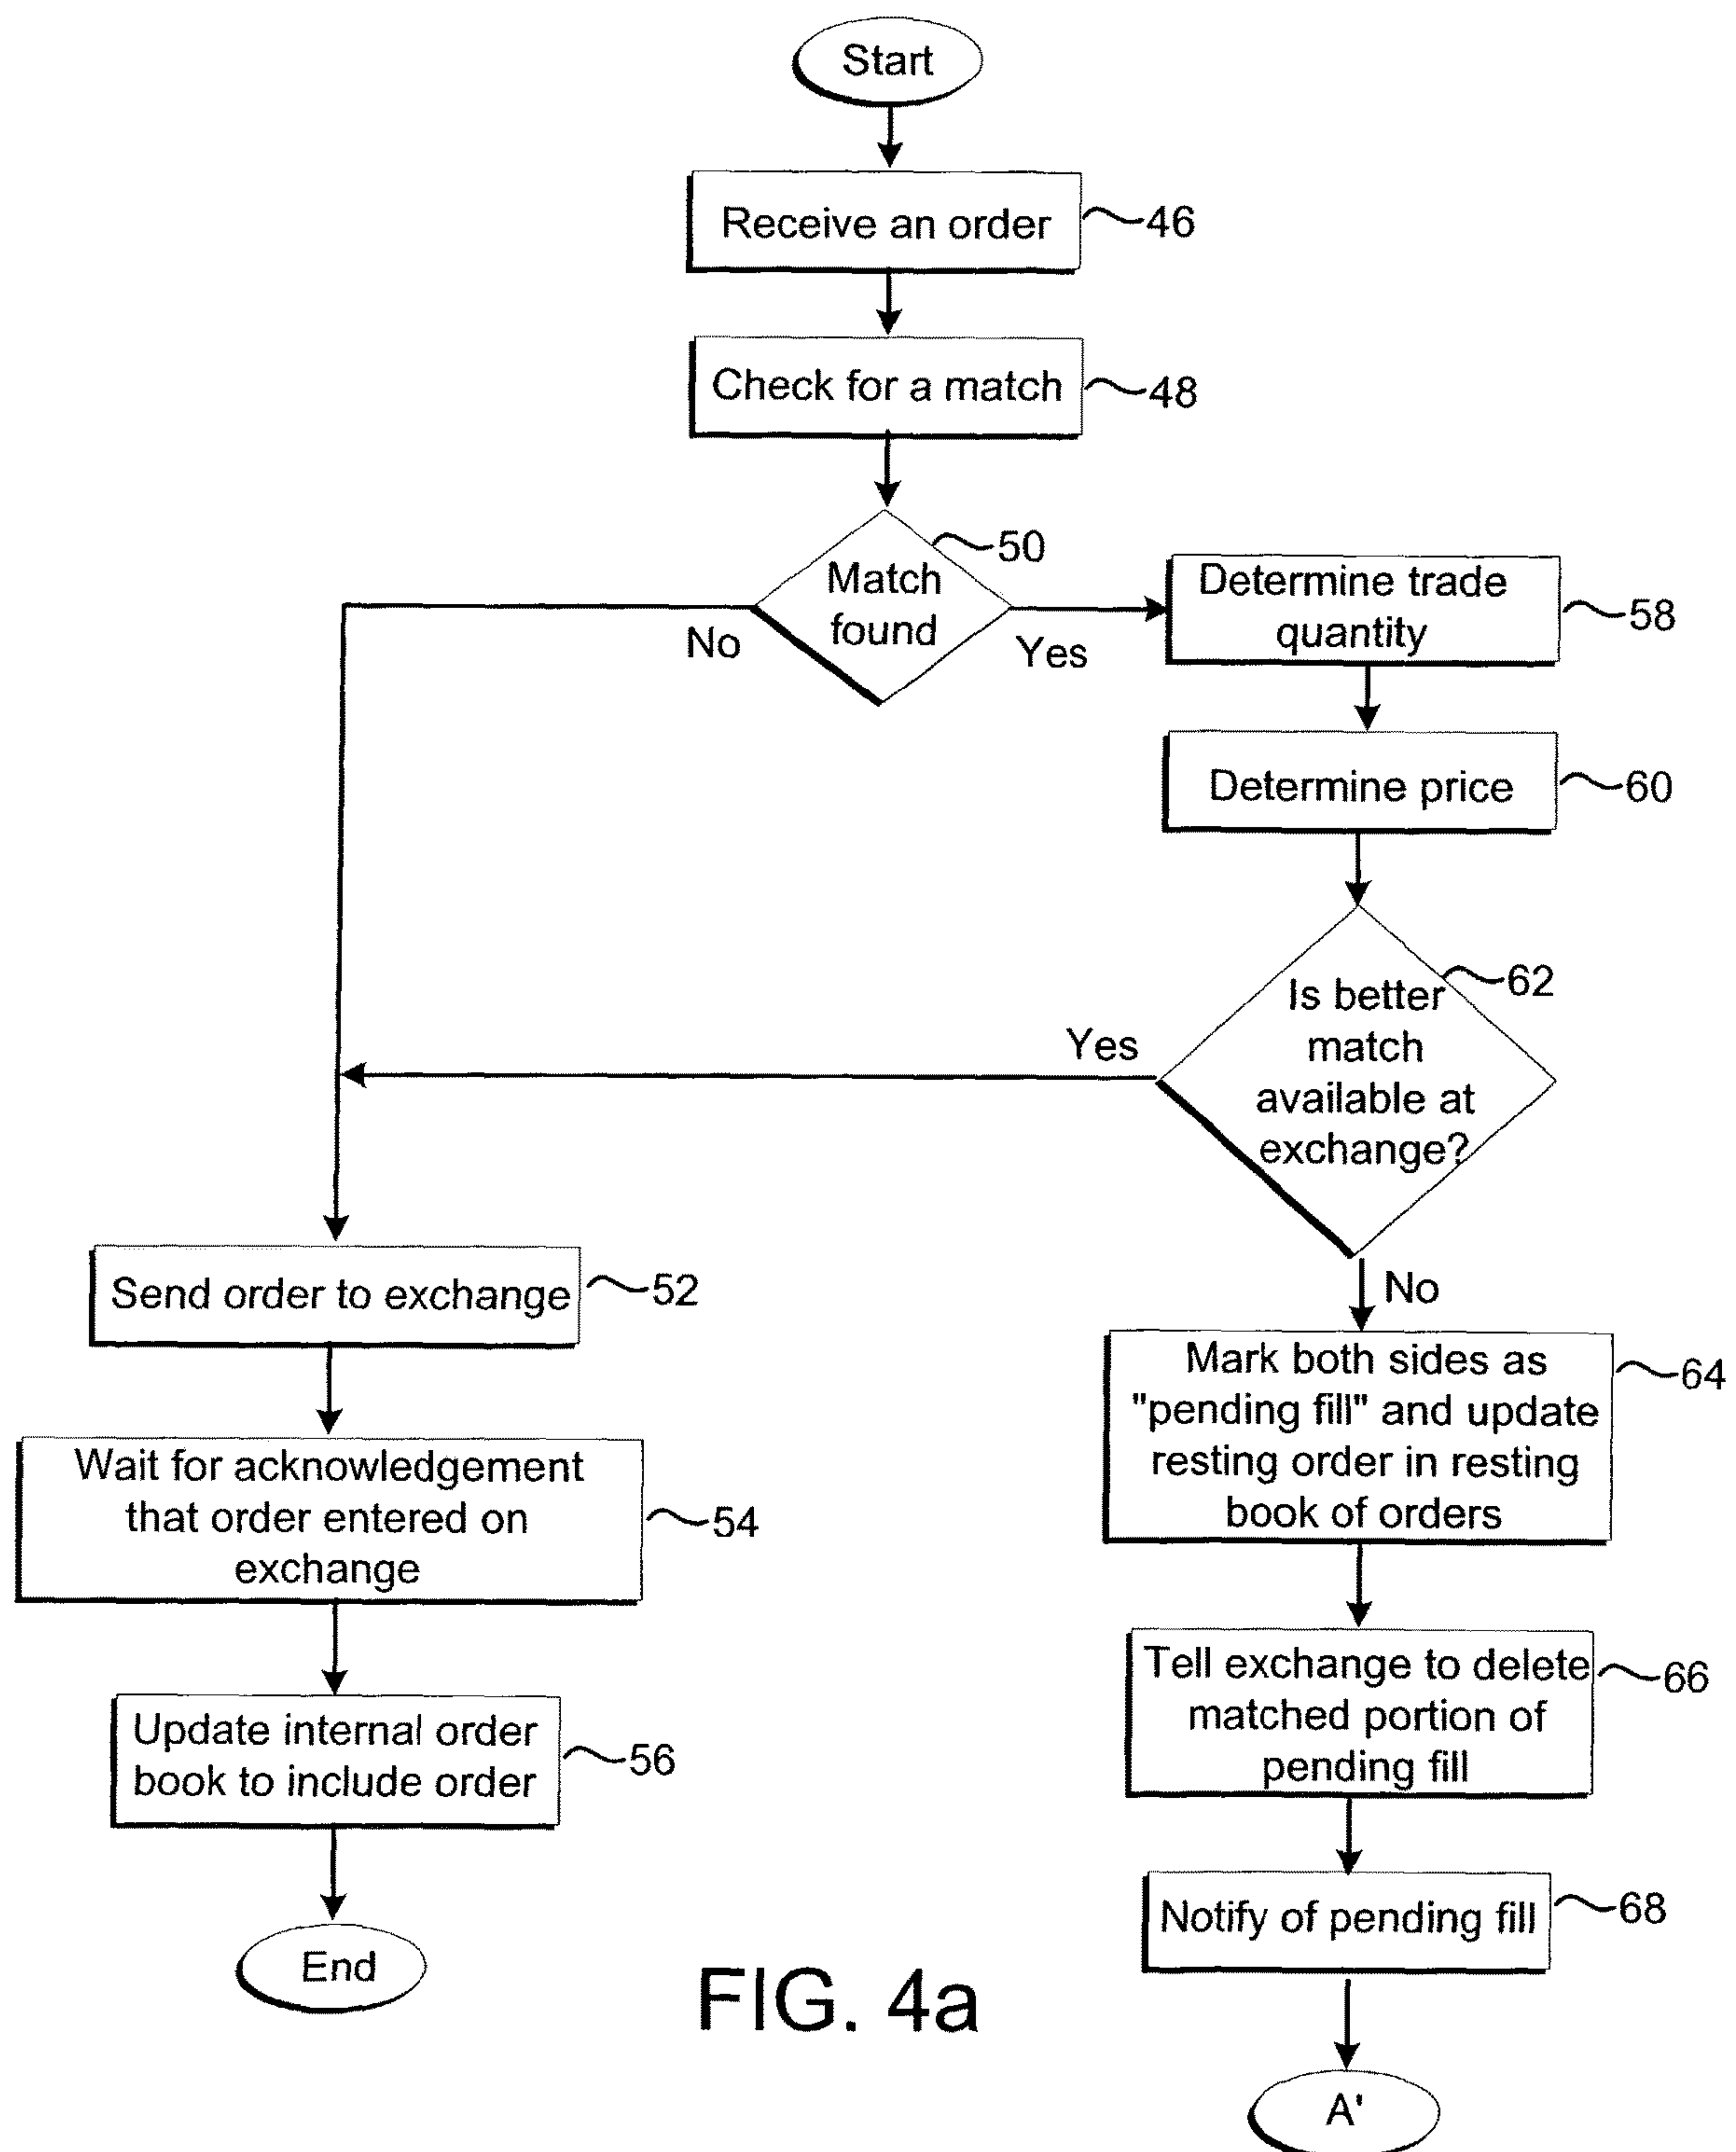 Start
Receive an order
46
Check for a match
48
50
Match
found
No
Yes
Determine trade
quantity
58
Determine price
60
62
Is better
match
available at
exchange?
Yes
No
Send order to exchange
52
Wait for acknowledgement
that order entered on
exchange
54
Update internal order
book to include order
56
End
Mark both sides as
"pending fill" and update
resting order in resting
book of orders
64
Tell exchange to delete
matched portion of
pending fill
66
Notify of pending fill
68
A'
FIG. 4a